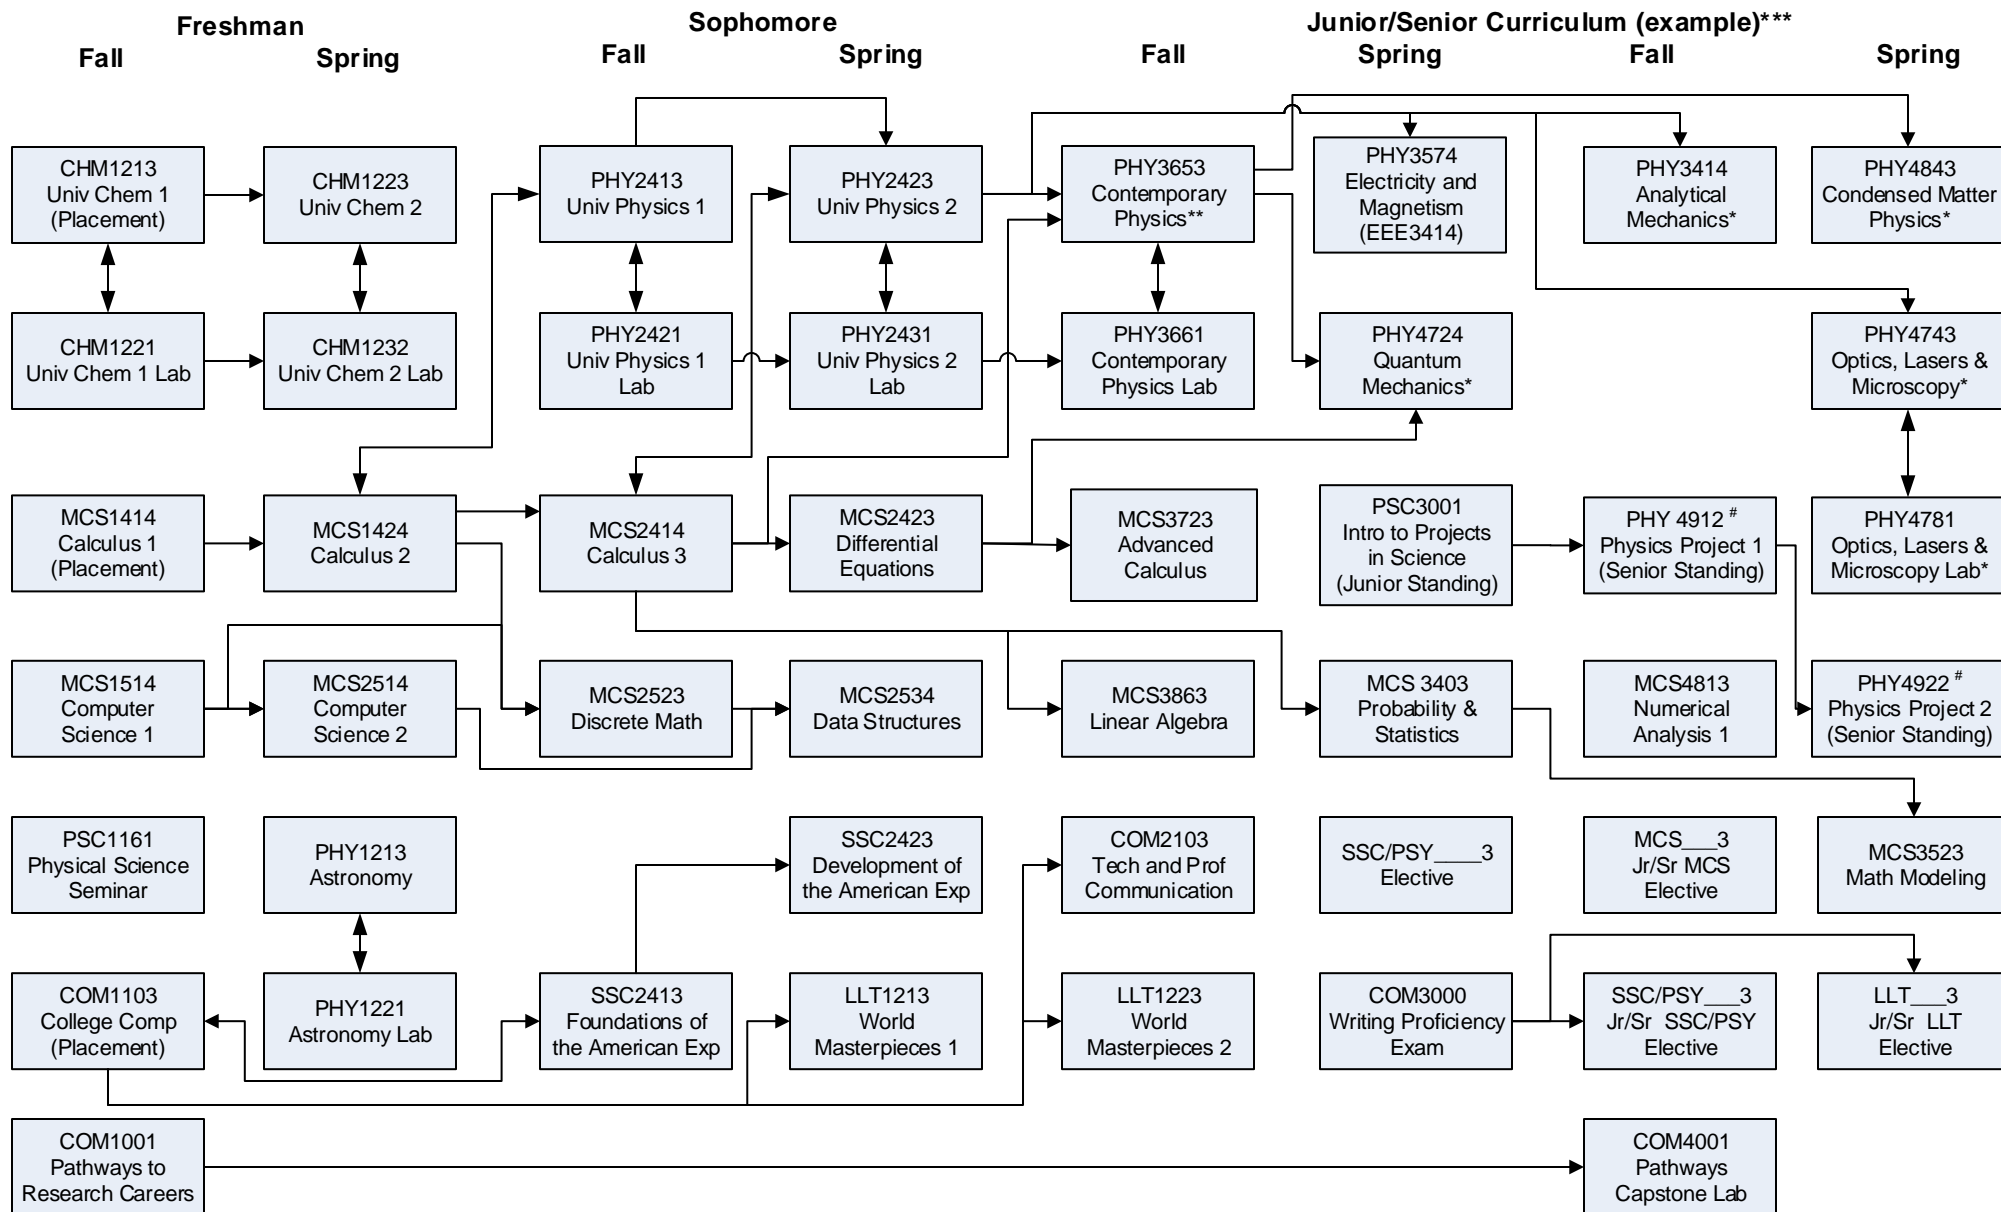 Freshman
Sophomore
Junior/Senior Curriculum (example)***
Fall
Spring
Fall
Spring
Fall
Spring
Fall
Spring
CHM1213
Univ Chem 1
(Placement)
CHM1223
Univ Chem 2
PHY2413
Univ Physics 1
PHY2423
Univ Physics 2
PHY3653
Contemporary
Physics**
PHY3574
Electricity and
Magnetism
(EEE3414)
PHY3414
Analytical
Mechanics*
PHY4843
Condensed Matter
Physics*
CHM1221
Univ Chem 1 Lab
CHM1232
Univ Chem 2 Lab
PHY2421
Univ Physics 1
Lab
PHY2431
Univ Physics 2
Lab
PHY3661
Contemporary
Physics Lab
PHY4724
Quantum
Mechanics*
PHY4743
Optics, Lasers &
Microscopy*
MCS1414
Calculus 1
(Placement)
MCS1424
Calculus 2
MCS2414
Calculus 3
MCS2423
Differential
Equations
MCS3723
Advanced
Calculus
PSC3001
Intro to Projects
in Science
(Junior Standing)
PHY 4912 #
Physics Project 1
(Senior Standing)
PHY4781
Optics, Lasers &
Microscopy Lab*
MCS1514
Computer
Science 1
MCS2514
Computer
Science 2
MCS2523
Discrete Math
MCS2534
Data Structures
MCS3863
Linear Algebra
MCS 3403
Probability &
Statistics
MCS4813
Numerical
Analysis 1
PHY4922 #
Physics Project 2
(Senior Standing)
PSC1161
Physical Science
Seminar
PHY1213
Astronomy
SSC2423
Development of
the American Exp
COM2103
Tech and Prof
Communication
SSC/PSY____3
Elective
MCS___3
Jr/Sr MCS
Elective
MCS3523
Math Modeling
COM1103
College Comp
(Placement)
PHY1221
Astronomy Lab
SSC2413
Foundations of
the American Exp
LLT1213
World
Masterpieces 1
LLT1223
World
Masterpieces 2
COM3000
Writing Proficiency
Exam
SSC/PSY___3
Jr/Sr SSC/PSY
Elective
LLT___3
Jr/Sr LLT
Elective
COM1001
Pathways to
Research Careers
COM4001
Pathways
Capstone Lab